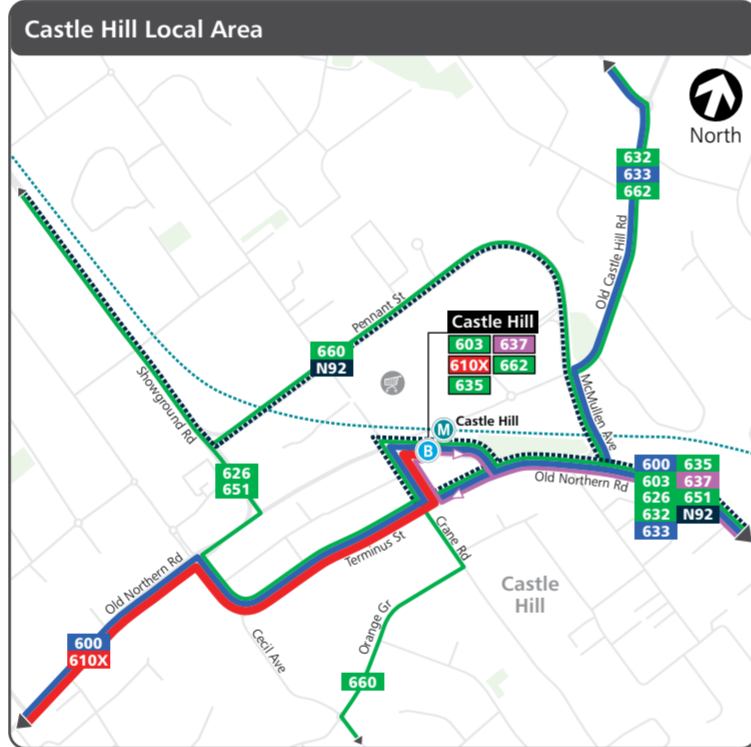 Castle Hill Local Area
North
632
633
662
Old Castle Hill Rd
Pennant St
Castle Hill
603 637
610X 662
635
660
N92
Showground Rd
McMullen Ave
M Castle Hill
B
626
651
Old Northern Rd
600 635
603 637
626 651
632 N92
633
Terminus St
Crane Rd
Old Northern Rd
Castle
Hill
Orange Gr
Cecil Ave
600
610X
660